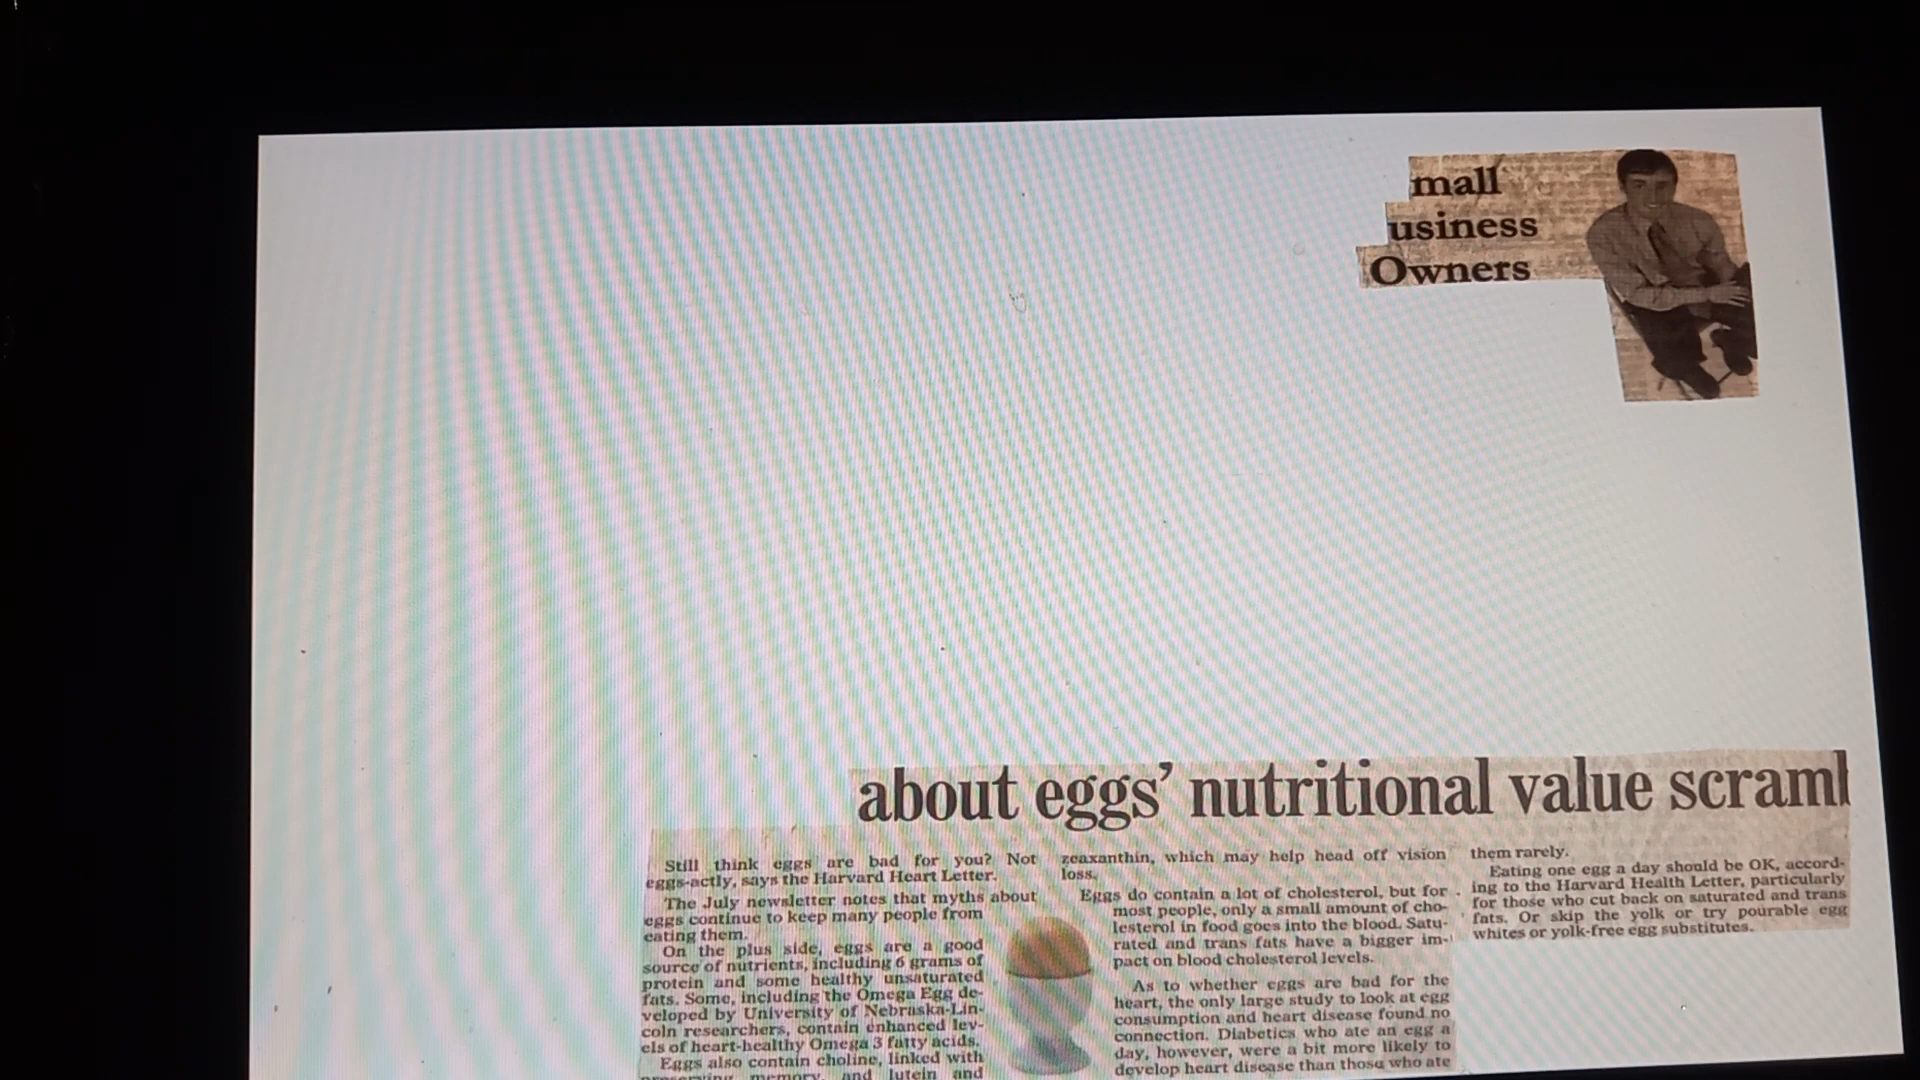 mall
usiness
Owners
about eggs’ nutritional value scram
Still think eggs are bad for you? Not
eggs-actly, says the Harvard Heart Letter.
The July newsletter notes that myths about
eggs continue to keep many people from
eating them.
On the plus side, eggs are a good
source of nutrients, including 6 grams of
protein and some healthy unsaturated
fats. Some, including the Omega Egg de-
veloped by University of Nebraska-Lin-
coln researchers, contain enhanced lev-
els of heart-healthy Omega 3 fatty acids.
Eggs also contain choline, linked with
preserving memory, and lutein and
zeaxanthin, which may help head off vision
loss.
Eggs do contain a lot of cholesterol, but for
most people, only a small amount of cho-
lesterol in food goes into the blood. Satu-
rated and trans fats have a bigger im-
pact on blood cholesterol levels.
As to whether eggs are bad for the
heart, the only large study to look at egg
consumption and heart disease found no
connection. Diabetics who ate an egg a
day, however, were a bit more likely to
develop heart disease than those who ate
them rarely.
Eating one egg a day should be OK, accord-
ing to the Harvard Health Letter, particularly
for those who cut back on saturated and trans
fats. Or skip the yolk or try pourable egg
whites or yolk-free egg substitutes.